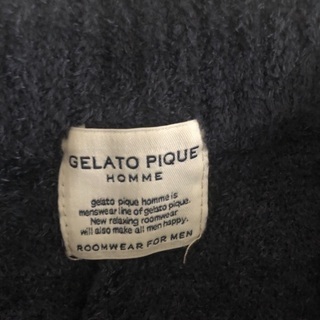 GELATO PIQUE
HOMME
gelato pique homme is
menswear line of gelato pique.
New relaxing roomwear
will also make all men happy.
ROOMWEAR FOR MEN